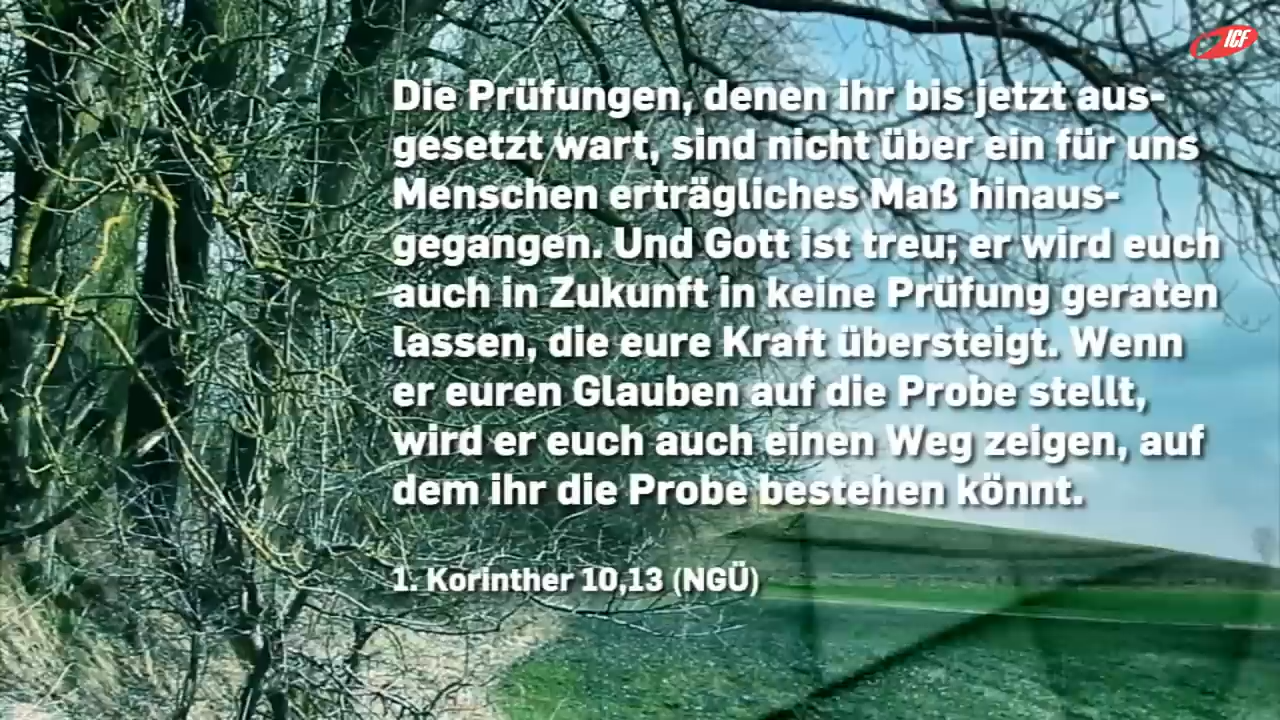 ICF
Die Prüfungen, denen ihr bis jetzt aus-
gesetzt wart, sind nicht über ein für uns
Menschen erträgliches Maß hinaus-
gegangen. Und Gott ist treu; er wird euch
auch in Zukunft in keine Prüfung geraten
lassen, die eure Kraft übersteigt. Wenn
er euren Glauben auf die Probe stellt,
wird er euch auch einen Weg zeigen, auf
dem ihr die Probe bestehen könnt.
1. Korinther 10,13 (NGÜ)